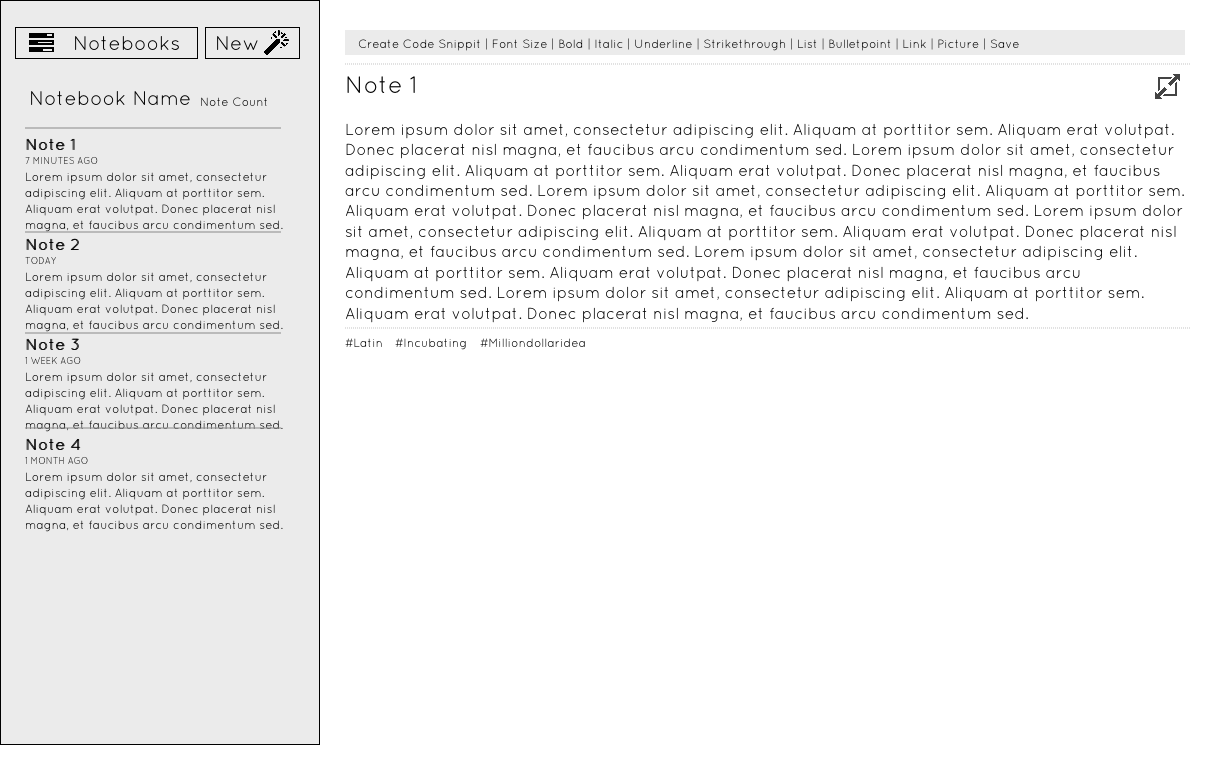 Notebooks
New
Notebook Name Note Count
Note 1
7 MINUTES AGO
Lorem ipsum dolor sit amet, consectetur
adipiscing elit. Aliquam at porttitor sem.
Aliquam erat volutpat. Donec placerat nisl
magna, et faucibus arcu condimentum sed.
Note 2
TODAY
Lorem ipsum dolor sit amet, consectetur
adipiscing elit. Aliquam at porttitor sem.
Aliquam erat volutpat. Donec placerat nisl
magna, et faucibus arcu condimentum sed.
Note 3
1 WEEK AGO
Lorem ipsum dolor sit amet, consectetur
adipiscing elit. Aliquam at porttitor sem.
Aliquam erat volutpat. Donec placerat nisl
magna, et faucibus arcu condimentum sed.
Note 4
1 MONTH AGO
Lorem ipsum dolor sit amet, consectetur
adipiscing elit. Aliquam at porttitor sem.
Aliquam erat volutpat. Donec placerat nisl
magna, et faucibus arcu condimentum sed.
Create Code Snippit| Font Size | Bold | Italic | Underline | Striketehrough | List | Bulletpoint | Link | Picture | Save
Note 1
Lorem ipsum dolor sit amet, consectetur adipiscing elit. Aliquam at porttitor sem. Aliquam erat volutpat.
Donec placerat nisl magna, et faucibus arcu condimentum sed. Lorem ipsum dolor sit amet, consectetur
adipiscing elit. Aliquam at porttitor sem. Aliquam erat volutpat. Donec placerat nisl magna, et faucibus
arcu condimentum sed. Lorem ipsum dolor sit amet, consectetur adipiscing elit. Aliquam at porttitor sem.
Aliquam erat volutpat. Donec placerat nisl magna, et faucibus arcu condimentum sed. Lorem ipsum dolor
sit amet, consectetur adipiscing elit. Aliquam at porttitor sem. Aliquam erat volutpat. Donec placerat nisl
magna, et faucibus arcu condimentum sed. Lorem ipsum dolor sit amet, consectetur adipiscing elit.
Aliquam at porttitor sem. Aliquam erat volutpat. Donec placerat nisl magna, et faucibus arcu
condimentum sed. Lorem ipsum dolor sit amet, consectetur adipiscing elit. Aliquam at porttitor sem.
Aliquam erat volutpat. Donec placerat nisl magna, et faucibus arcu condimentum sed.
#Latin #Incubating #Milliondollaridea